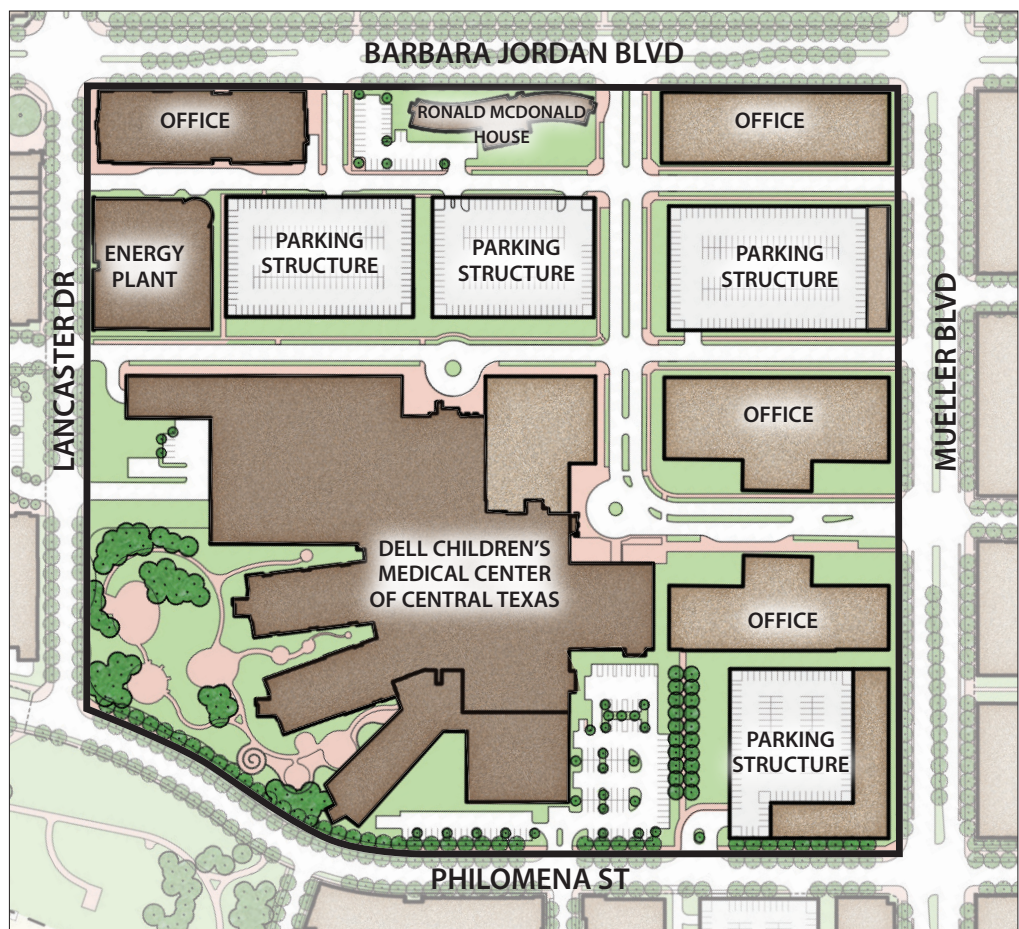 BARBARA JORDAN BLVD
OFFICE
RONALD MCDONALD
HOUSE
OFFICE
ENERGY
PLANT
PARKING
STRUCTURE
PARKING
STRUCTURE
PARKING
STRUCTURE
LANCASTER DR
MUELLER BLVD
OFFICE
DELL CHILDREN'S
MEDICAL CENTER
OF CENTRAL TEXAS
OFFICE
PARKING
STRUCTURE
PHILOMENA ST